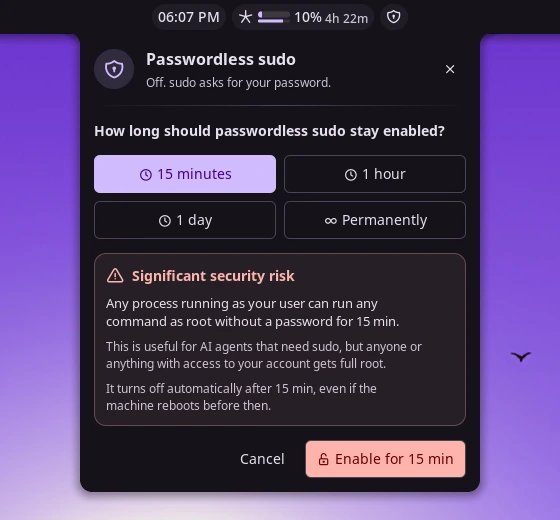 06:07 PM 10% 4h 22m
Passwordless sudo
Off. sudo asks for your password.
How long should passwordless sudo stay enabled?
15 minutes
1 hour
1 day
Permanently
Significant security risk
Any process running as your user can run any
command as root without a password for 15 min.
This is useful for AI agents that need sudo, but anyone or
anything with access to your account gets full root.
It turns off automatically after 15 min, even if the
machine reboots before then.
Cancel
Enable for 15 min